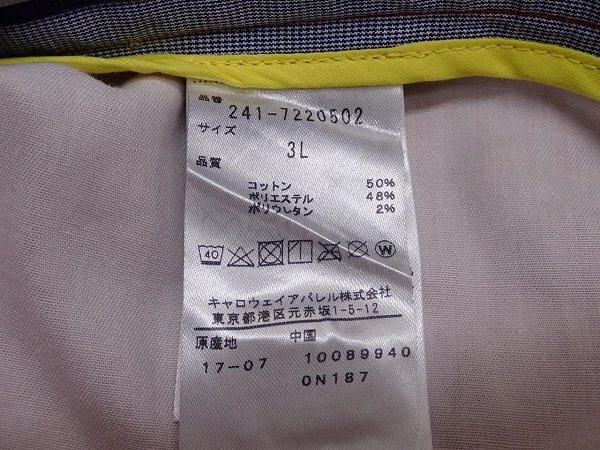 品番
241-7220502
サイズ
3L
品質
コットン 50%
ポリエステル 48%
ポリウレタン 2%
40 W
キャロウェイアパレル株式会社
東京都港区元赤坂1-5-12
原産地 中国
17-07 10089940
0N187